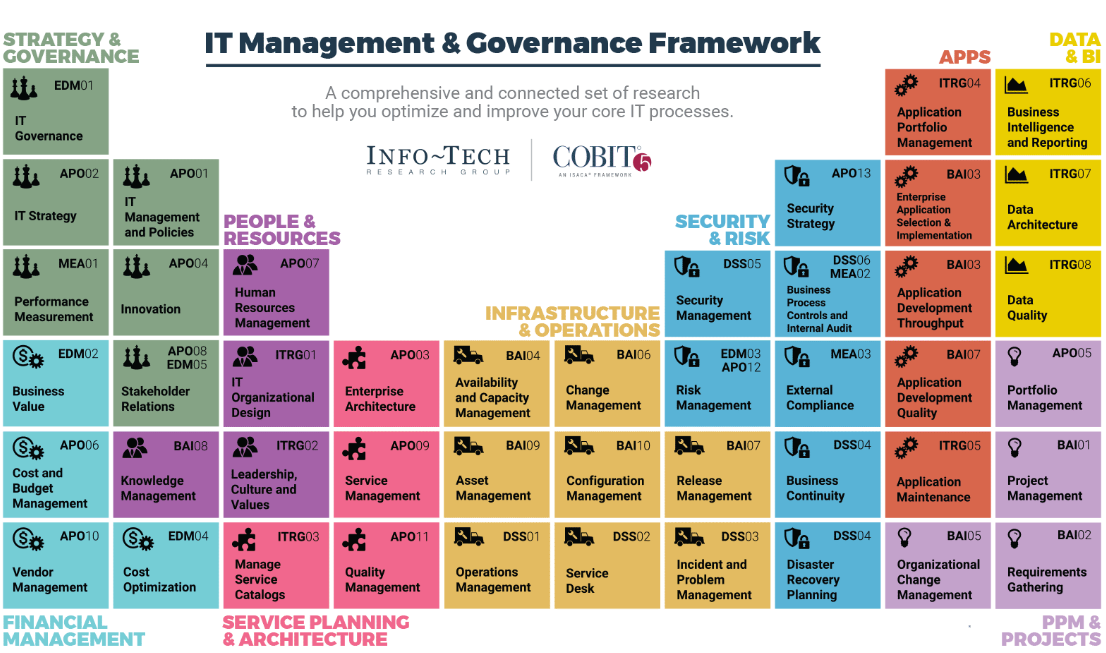 IT Management & Governance Framework
A comprehensive and connected set of research
to help you optimize and improve your core IT processes.
INFO~TECH
RESEARCH GROUP
COBIT 5
AN ISACA® FRAMEWORK
STRATEGY &
GOVERNANCE
EDM01
IT
Governance
APO02
IT Strategy
APO01
IT
Management
and Policies
MEA01
Performance
Measurement
APO04
Innovation
APO08
EDM05
Stakeholder
Relations
PEOPLE &
RESOURCES
APO07
Human
Resources
Management
ITRG01
IT
Organizational
Design
BAI08
Knowledge
Management
ITRG02
Leadership,
Culture and
Values
EDM02
Business
Value
APO06
Cost and
Budget
Management
APO10
Vendor
Management
EDM04
Cost
Optimization
FINANCIAL
MANAGEMENT
APO03
Enterprise
Architecture
APO09
Service
Management
ITRG03
Manage
Service
Catalogs
APO11
Quality
Management
SERVICE PLANNING
& ARCHITECTURE
INFRASTRUCTURE
& OPERATIONS
BAI04
Availability
and Capacity
Management
BAI06
Change
Management
BAI09
Asset
Management
BAI10
Configuration
Management
BAI07
Release
Management
DSS01
Operations
Management
DSS02
Service
Desk
DSS03
Incident and
Problem
Management
SECURITY
& RISK
APO13
Security
Strategy
DSS05
Security
Management
DSS06
MEA02
Business
Process
Controls and
Internal Audit
EDM03
APO12
Risk
Management
MEA03
External
Compliance
DSS04
Business
Continuity
DSS04
Disaster
Recovery
Planning
APPS
ITRG04
Application
Portfolio
Management
BAI03
Enterprise
Application
Selection &
Implementation
BAI03
Application
Development
Throughput
BAI07
Application
Development
Quality
ITRG05
Application
Maintenance
DATA
& BI
ITRG06
Business
Intelligence
and Reporting
ITRG07
Data
Architecture
ITRG08
Data
Quality
APO05
Portfolio
Management
BAI01
Project
Management
BAI05
Organizational
Change
Management
BAI02
Requirements
Gathering
PPM &
PROJECTS